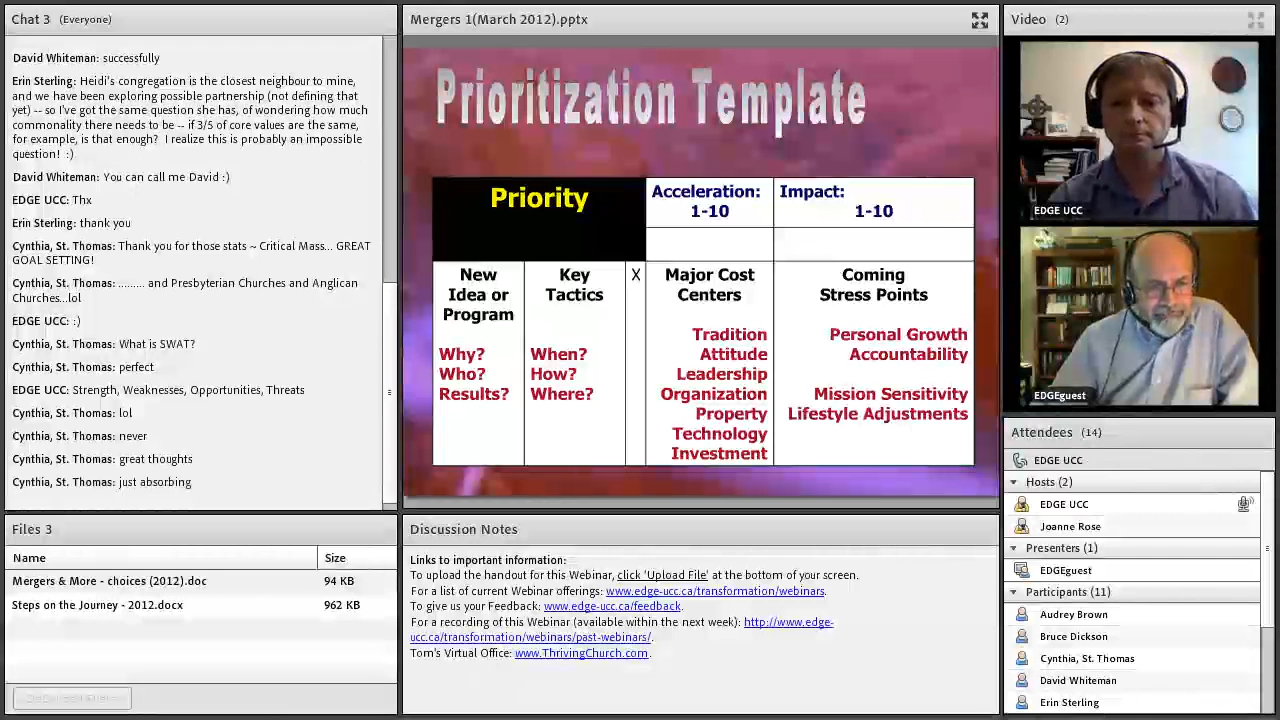 Chat 3 (Everyone)
David Whiteman: successfully
Erin Sterling: Heidi's congregation is the closest neighbour to mine,
and we have been exploring possible partnership (not defining that
yet) -- so I've got the same question she has, of wondering how much
commonality there needs to be -- if 3/5 of core values are the same,
for example, is that enough? I realize this is probably an impossible
question! :)
David Whiteman: You can call me David :)
EDGE UCC: Thx
Erin Sterling: thank you
Cynthia, St. Thomas: Thank you for those stats ~ Critical Mass... GREAT
GOAL SETTING!
Cynthia, St. Thomas: ......... and Presbyterian Churches and Anglican
Churches...lol
EDGE UCC: :)
Cynthia, St. Thomas: What is SWAT?
Cynthia, St. Thomas: perfect
EDGE UCC: Strength, Weaknesses, Opportunities, Threats
Cynthia, St. Thomas: lol
Cynthia, St. Thomas: never
Cynthia, St. Thomas: great thoughts
Cynthia, St. Thomas: just absorbing
Files 3
Name Size
Mergers & More - choices (2012).doc 94 KB
Steps on the Journey - 2012.docx 962 KB
Mergers 1(March 2012).pptx
Prioritization Template
Priority
Acceleration:
1-10
Impact:
1-10
New
Idea or
Program
Why?
Who?
Results?
Key
Tactics
When?
How?
Where?
X
Major Cost
Centers
Tradition
Attitude
Leadership
Organization
Property
Technology
Investment
Coming
Stress Points
Personal Growth
Accountability
Mission Sensitivity
Lifestyle Adjustments
Discussion Notes
Links to important information:
To upload the handout for this Webinar, click 'Upload File' at the bottom of your screen.
For a list of current Webinar offerings: www.edge-ucc.ca/transformation/webinars.
To give us your Feedback: www.edge-ucc.ca/feedback.
For a recording of this Webinar (available within the next week): http://www.edge-
ucc.ca/transformation/webinars/past-webinars/.
Tom's Virtual Office: www.ThrivingChurch.com.
Video (2)
EDGE UCC
EDGEguest
Attendees (14)
EDGE UCC
Hosts (2)
EDGE UCC
Joanne Rose
Presenters (1)
EDGEguest
Participants (11)
Audrey Brown
Bruce Dickson
Cynthia, St. Thomas
David Whiteman
Erin Sterling